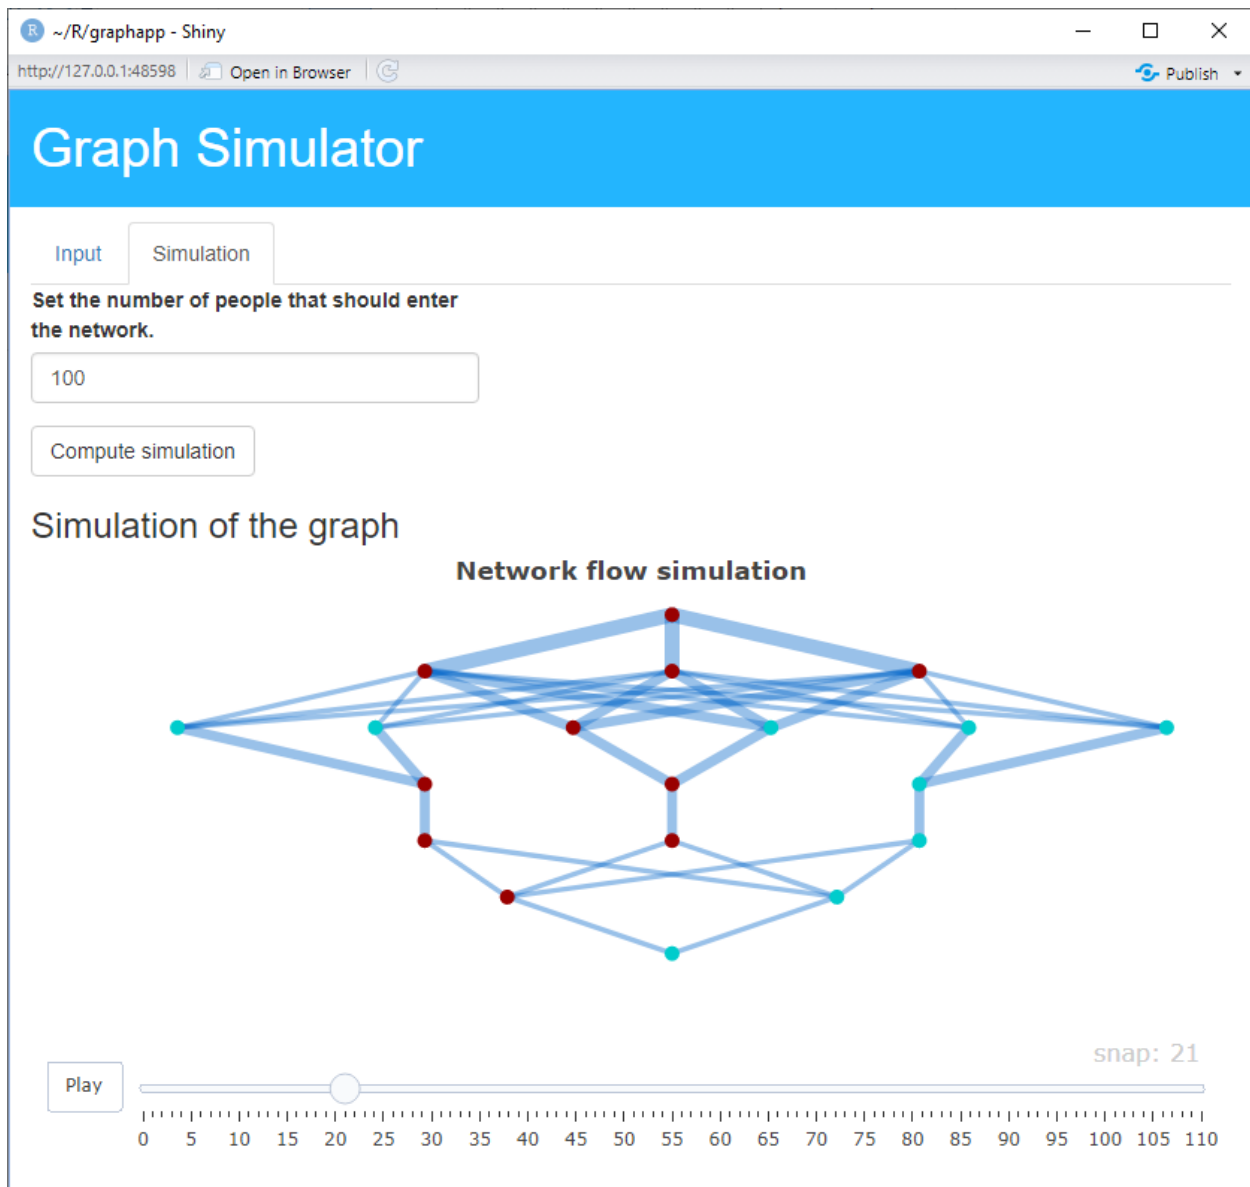 R ~/R/graphapp - Shiny
http://127.0.0.1:48598 Open in Browser Publish
Graph Simulator
Input Simulation
Set the number of people that should enter
the network.
100
Compute simulation
Simulation of the graph
Network flow simulation
snap: 21
Play
0 5 10 15 20 25 30 35 40 45 50 55 60 65 70 75 80 85 90 95 100 105 110